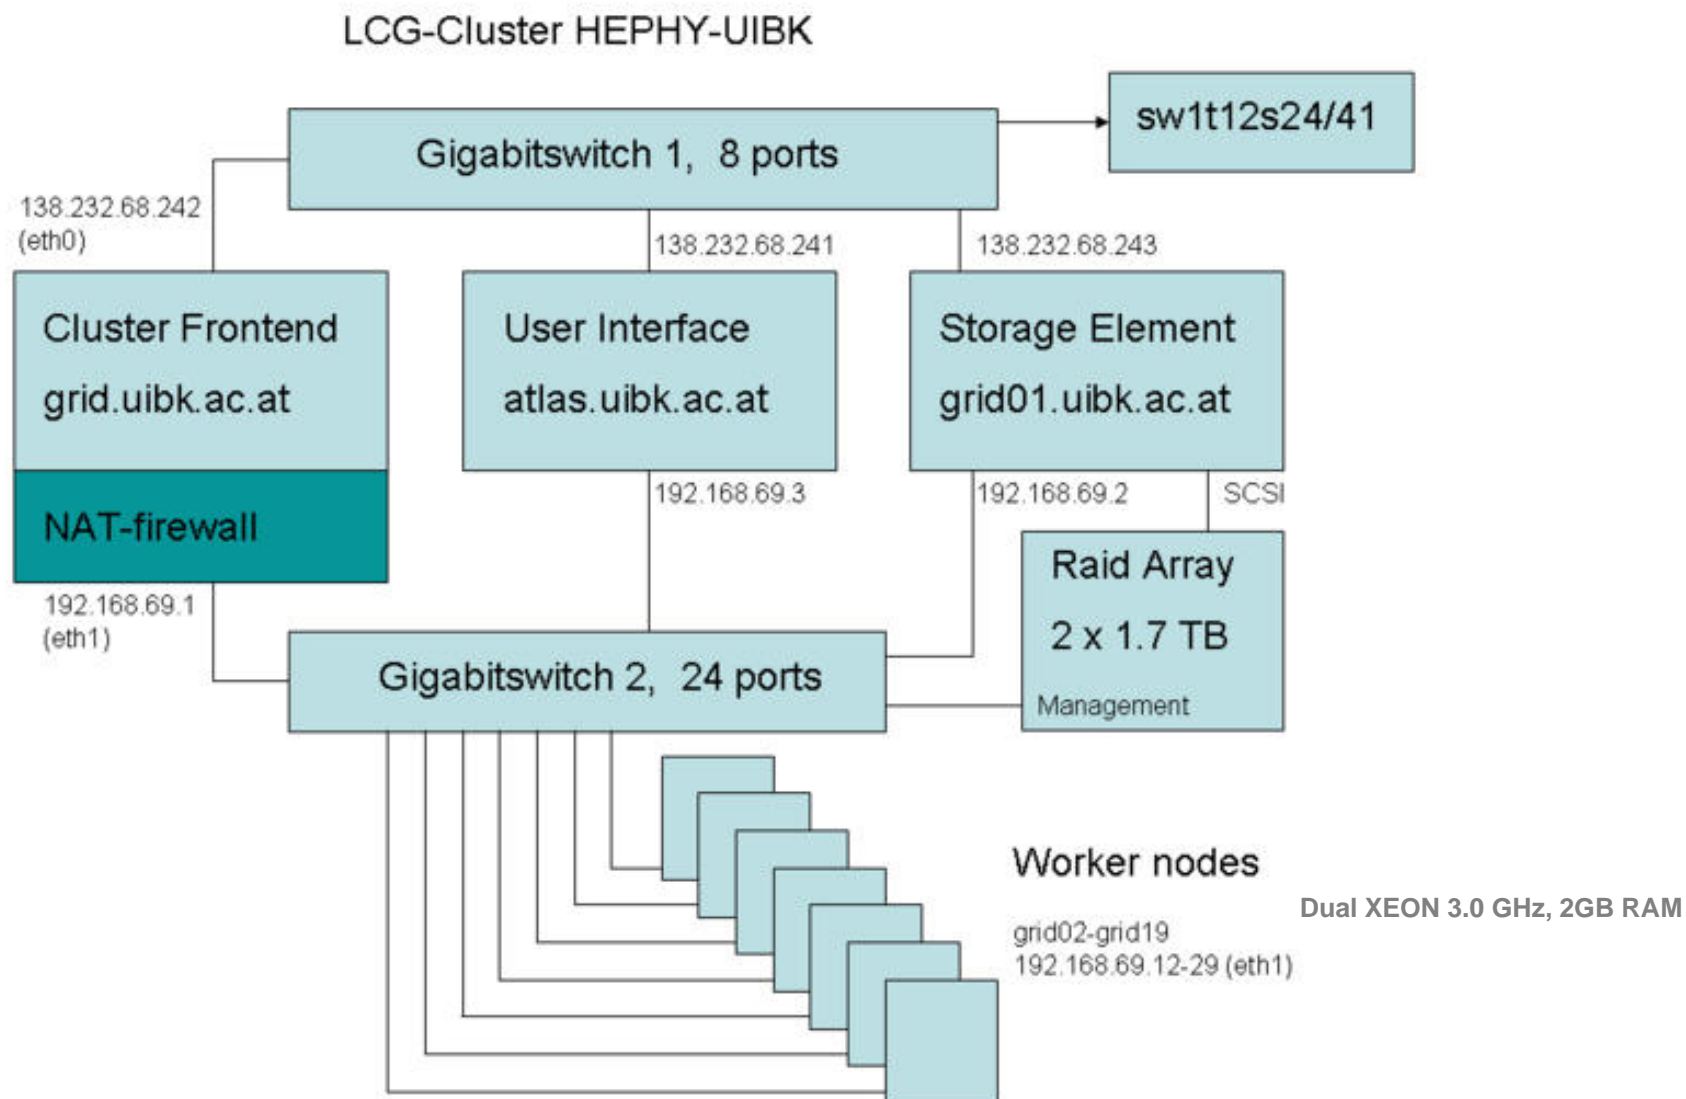 LCG-Cluster HEPHY-UIBK
sw1t12s24/41
Gigabitswitch 1, 8 ports
138.232.68.242
(eth0)
138.232.68.241
138.232.68.243
Cluster Frontend
grid.uibk.ac.at
User Interface
atlas.uibk.ac.at
Storage Element
grid01.uibk.ac.at
NAT-firewall
192.168.69.3
192.168.69.2
SCSI
Raid Array
2 x 1.7 TB
Management
192.168.69.1
(eth1)
Gigabitswitch 2, 24 ports
Worker nodes
Dual XEON 3.0 GHz, 2GB RAM
grid02-grid19
192.168.69.12-29 (eth1)